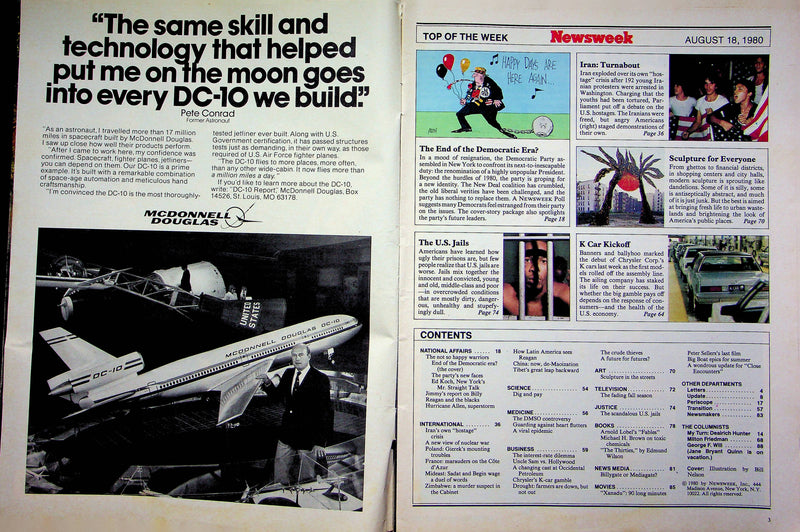 “The same skill and
technology that helped
put me on the moon goes
into every DC-10 we build.”
Pete Conrad
Former Astronaut
“As an astronaut, I travelled more than 17 million
miles in spacecraft built by McDonnell Douglas.
I saw up close how well their products perform.
“After I came to work here, my confidence was
confirmed. Spacecraft, fighter planes, jetliners—
you can depend on them. Our DC-10 is a prime
example. It's built with a remarkable combination
of space-age automation and meticulous hand
craftsmanship.
“I'm convinced the DC-10 is the most thoroughly-
tested jetliner ever built. Along with U.S.
Government certification, it has passed structures
tests just as demanding, in their own way, as those
required of U.S. Air Force fighter planes.
“The DC-10 flies to more places, more often,
than any other wide-cabin. It now flies more than
a million miles a day.”
If you'd like to learn more about the DC-10,
write: “DC-10 Report,” McDonnell Douglas, Box
14526, St. Louis, MO 63178.
MCDONNELL
DOUGLAS
UNITED
STATES
MCDONNELL DOUGLAS DC-10
DC-10
TOP OF THE WEEK
Newsweek
AUGUST 18, 1980
HAPPY DAYS ARE
HERE AGAIN...
The End of the Democratic Era?
In a mood of resignation, the Democratic Party as-
sembled in New York to confront its next-to-inescapable
duty: the renomination of a highly unpopular President.
Beyond the hurdles of 1980, the party is groping for
a new identity. The New Deal coalition has crumbled,
the old liberal verities have been challenged, and the
party has nothing to replace them. A NEWSWEEK Poll
suggests many Democrats feel estranged from their party
on the issues. The cover-story package also spotlights
the party's future leaders. Page 18
Iran: Turnabout
Iran exploded over its own “hos-
tage” crisis after 192 young Ira-
nian protesters were arrested in
Washington. Charging that the
youths had been tortured, Par-
liament put off a debate on the
U.S. hostages. The Iranians were
freed, but angry Americans
(right) staged demonstrations of
their own. Page 36
Sculpture for Everyone
From ghettos to financial districts,
in shopping centers and city halls,
modern sculpture is sprouting like
dandelions. Some of it is silly, some
is antiseptically abstract, and much
of it is just junk. But the best is aimed
at bringing fresh life to urban waste-
lands and brightening the look of
America's public places. Page 70
The U.S. Jails
Americans have learned how
ugly their prisons are, but few
people realize that U.S. jails are
worse. Jails mix together the
innocent and convicted, young
and old, middle-class and poor
—in overcrowded conditions
that are mostly dirty, danger-
ous, unhealthy and stupefy-
ingly dull. Page 74
K Car Kickoff
Banners and ballyhoo marked
the debut of Chrysler Corp.'s
K cars last week as the first mod-
els rolled off the assembly line.
The ailing company has staked
its life on their success. But
whether the big gamble pays off
depends on the response of con-
sumers—and the health of the
U.S. economy. Page 64
CONTENTS
NATIONAL AFFAIRS 18
The not so happy warriors
End of the Democratic era?
(the cover)
The party's new faces
Ed Koch, New York's
Mr. Straight Talk
Jimmy's report on Billy
Reagan and the blacks
Hurricane Allen, superstorm
INTERNATIONAL 36
Iran's own “hostage”
crisis
A new view of nuclear war
Poland: Gierek's mounting
troubles
France: marauders on the Côte
d'Azur
Mideast: Sadat and Begin wage
a duel of words
Zimbabwe: a murder suspect in
the Cabinet
How Latin America sees
Reagan
China: now, de-Maoization
Tibet's great leap backward
SCIENCE 54
Dig and pay
MEDICINE 56
The DMSO controversy
Guarding against heart flutters
A viral epidemic
BUSINESS 59
The interest-rate dilemma
Uncle Sam vs. Hollywood
A changing cast at Occidental
Petroleum
Chrysler's K-car gamble
Drought: farmers are down, but
not out
The crude thieves
A future for futures?
ART 70
Sculpture in the streets
TELEVISION 72
The fading fall season
JUSTICE 74
The scandalous U.S. jails
BOOKS 78
Arnold Lobel's “Fables”
Michael H. Brown on toxic
chemicals
“The Thirties,” by Edmund
Wilson
NEWS MEDIA 81
Billygate or Mediagate?
MOVIES 85
“Xanadu”: 90 long minutes
Peter Sellers's last film
Big Boat epics for summer
A wondrous update for “Close
Encounters”
OTHER DEPARTMENTS
Letters 4
Update 8
Periscope 17
Transition 57
Newsmakers 83
THE COLUMNISTS
My Turn: Desirich Hunter 14
Milton Friedman 68
George F. Will 88
(Jane Bryant Quinn is on
vacation.)
Cover: Illustration by Bill
Nelson
© 1980 by NEWSWEEK, Inc., 444
Madison Avenue, New York, N.Y.
10022. All rights reserved.
3